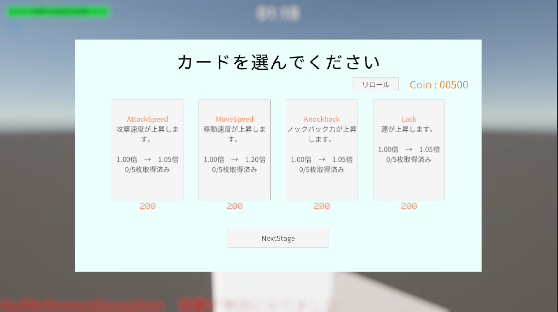 01:18
カードを選んでください
リロール
Coin : 00500
AttackSpeed
攻撃速度が上昇しま
す。
1.00倍 → 1.05倍
0/5枚取得済み
200
MoveSpeed
移動速度が上昇しま
す。
1.00倍 → 1.20倍
0/5枚取得済み
200
Knockback
ノックバック力が上昇
します。
1.00倍 → 1.05倍
0/5枚取得済み
200
Lack
運が上昇します。
1.00倍 → 1.05倍
0/5枚取得済み
200
NextStage